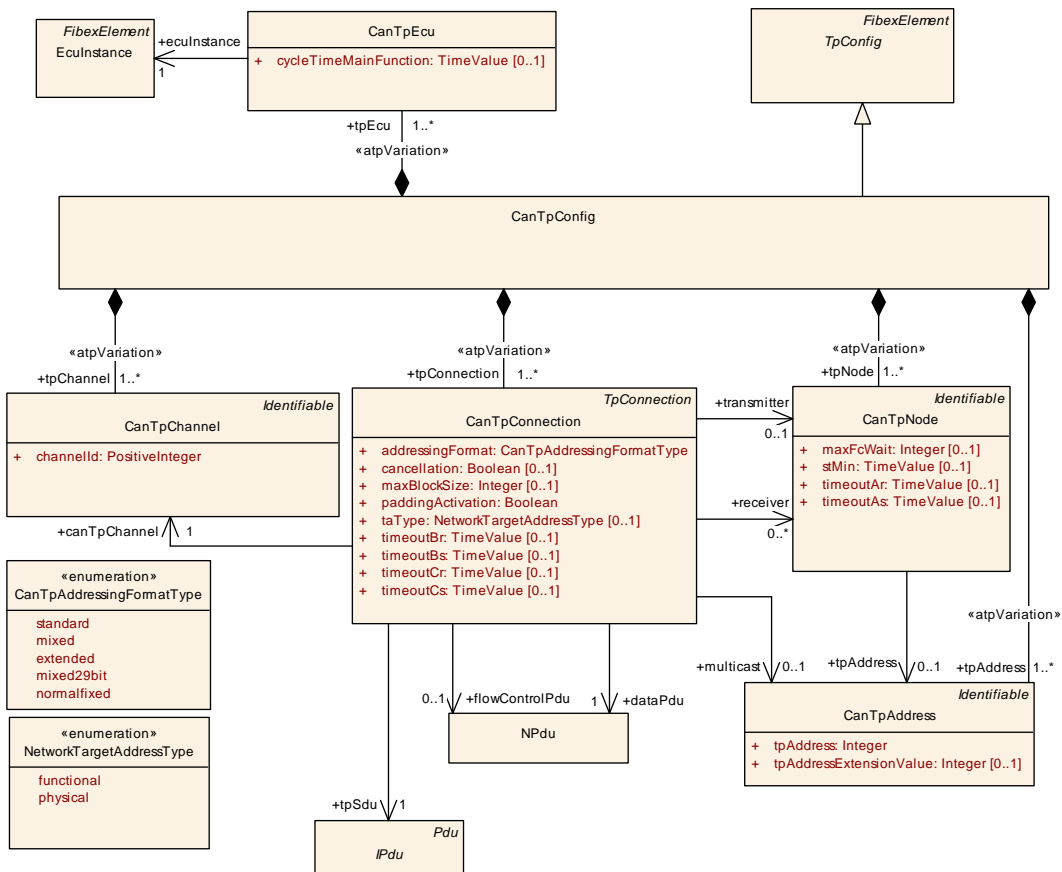 FibexElement
EcuInstance
+ecuInstance
1
CanTpEcu
+ cycleTimeMainFunction: TimeValue [0..1]
FibexElement
TpConfig
+tpEcu 1..*
«atpVariation»
CanTpConfig
«atpVariation»
+tpChannel 1..*
«atpVariation»
+tpConnection 1..*
«atpVariation»
+tpNode 1..*
Identifiable
CanTpChannel
+ channelId: PositiveInteger
+canTpChannel 1
TpConnection
CanTpConnection
+ addressingFormat: CanTpAddressingFormatType
+ cancellation: Boolean [0..1]
+ maxBlockSize: Integer [0..1]
+ paddingActivation: Boolean
+ taType: NetworkTargetAddressType [0..1]
+ timeoutBr: TimeValue [0..1]
+ timeoutBs: TimeValue [0..1]
+ timeoutCr: TimeValue [0..1]
+ timeoutCs: TimeValue [0..1]
+transmitter
0..1
+receiver
0..*
Identifiable
CanTpNode
+ maxFcWait: Integer [0..1]
+ stMin: TimeValue [0..1]
+ timeoutAr: TimeValue [0..1]
+ timeoutAs: TimeValue [0..1]
«enumeration»
CanTpAddressingFormatType
standard
mixed
extended
mixed29bit
normalfixed
«atpVariation»
+multicast 0..1
+tpAddress 0..1
+tpAddress 1..*
«enumeration»
NetworkTargetAddressType
functional
physical
0..1 +flowControlPdu
1 +dataPdu
NPdu
Identifiable
CanTpAddress
+ tpAddress: Integer
+ tpAddressExtensionValue: Integer [0..1]
+tpSdu 1
Pdu
IPdu